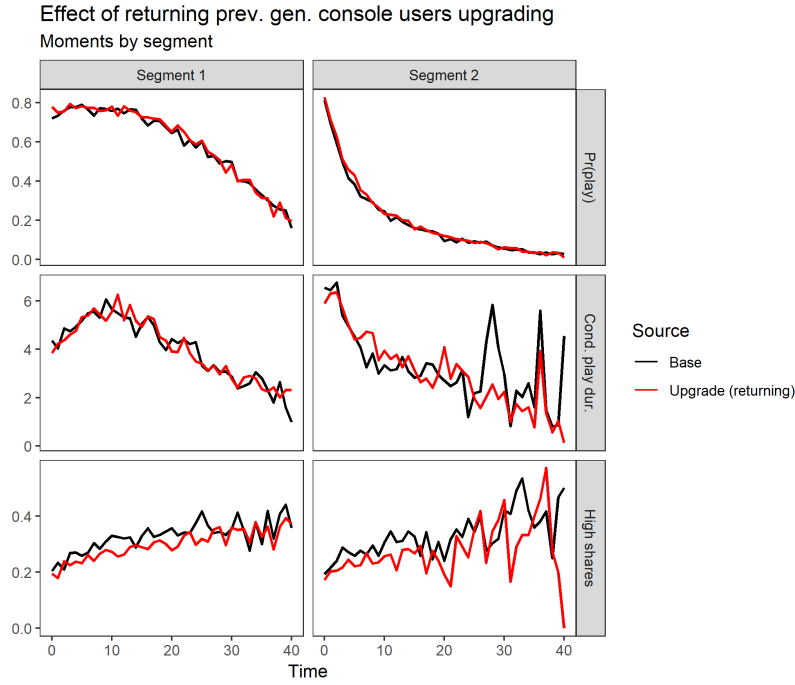 Effect of returning prev. gen. console users upgrading
Moments by segment
Segment 1
Segment 2
0.8
0.6
0.4
0.2
0.0
Pr(play)
6
4
2
0
Cond. play dur.
0.4
0.2
0.0
High shares
0
10
20
30
40
0
10
20
30
40
Time
Source
Base
Upgrade (returning)